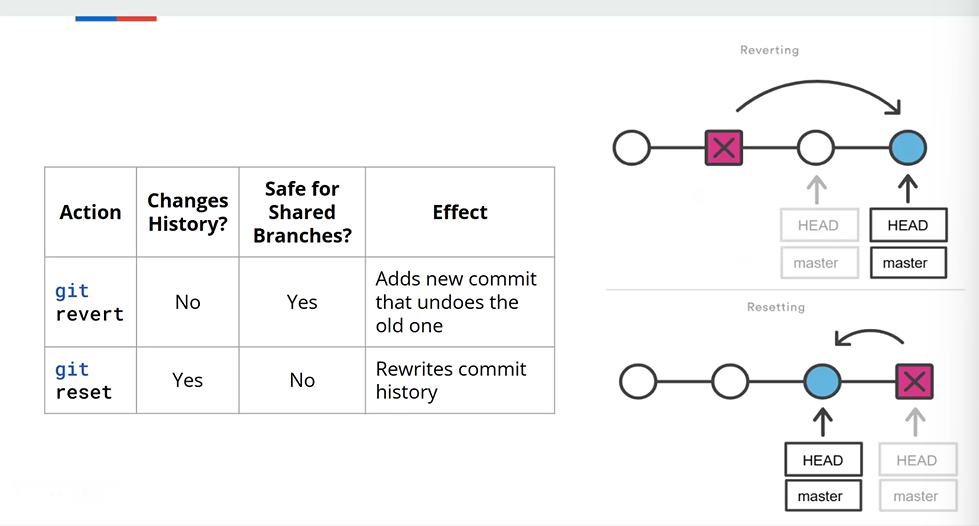 Action
Changes
History?
Safe for
Shared
Branches?
Effect
git
revert
No
Yes
Adds new commit
that undoes the
old one
git
reset
Yes
No
Rewrites commit
history
Reverting
HEAD
master
HEAD
master
Resetting
HEAD
master
HEAD
master